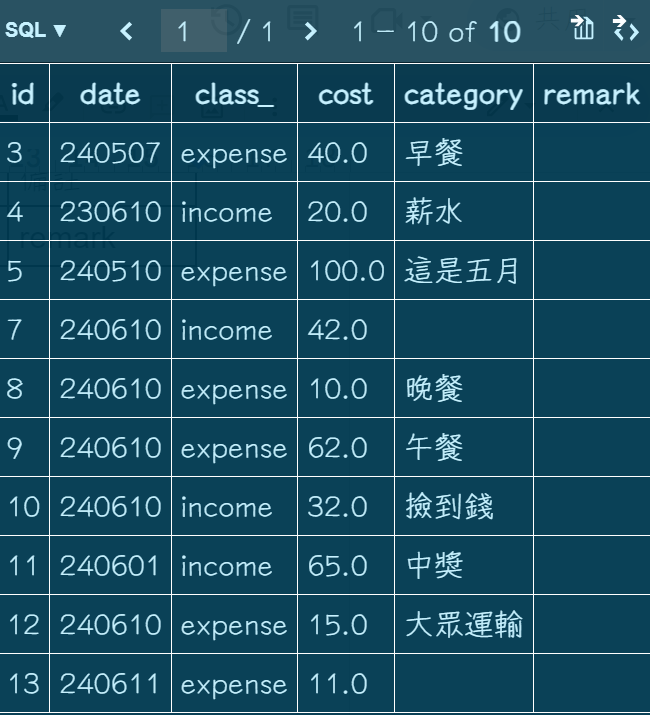 SQL ▼ < 1 / 1 > 1 – 10 of 10
id date class_ cost category remark
3 240507 expense 40.0 早餐
4 230610 income 20.0 薪水
5 240510 expense 100.0 這是五月
7 240610 income 42.0
8 240610 expense 10.0 晚餐
9 240610 expense 62.0 午餐
10 240610 income 32.0 撿到錢
11 240601 income 65.0 中獎
12 240610 expense 15.0 大眾運輸
13 240611 expense 11.0
備註
remark